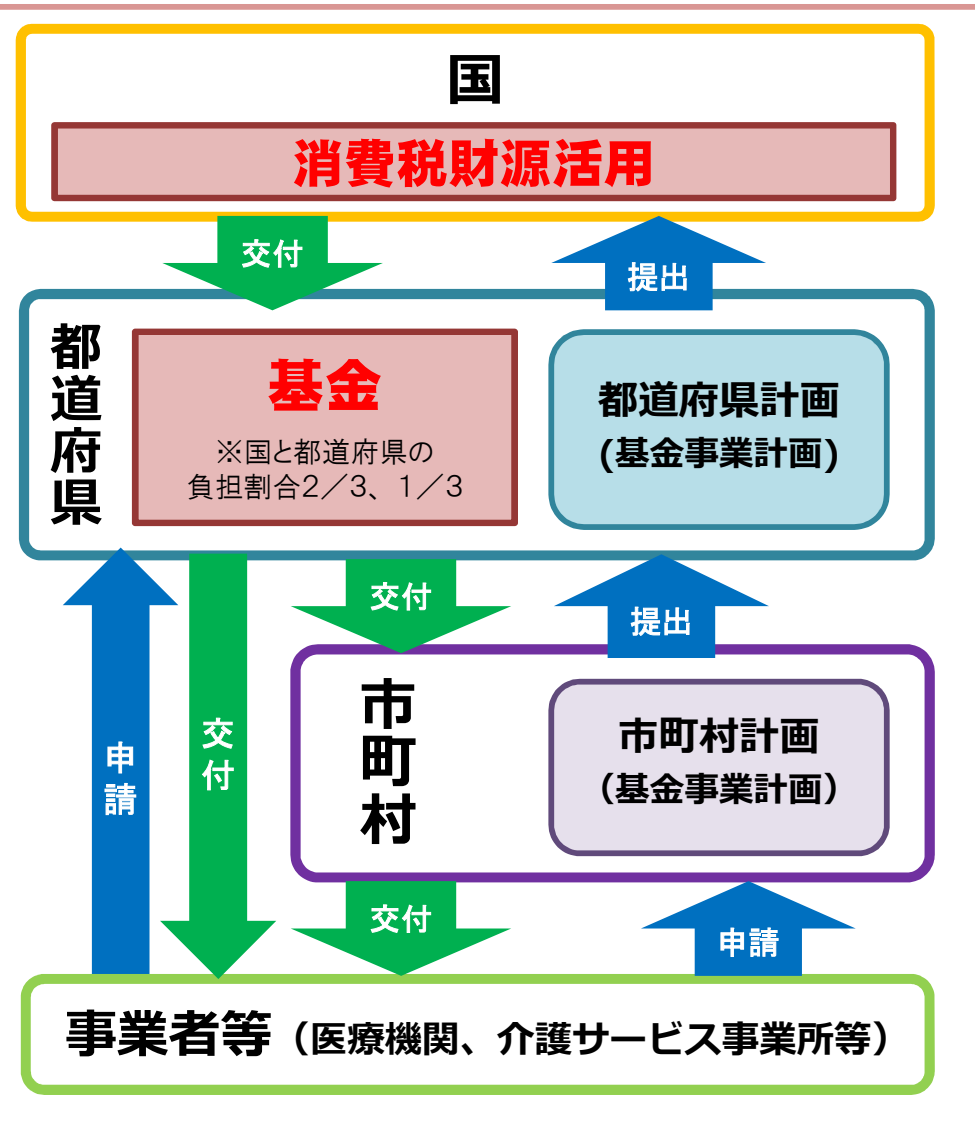 国
消費税財源活用
交付
提出
都道府県
基金
※国と都道府県の
負担割合2／3、1／3
都道府県計画
(基金事業計画)
交付
提出
申請
交付
市町村
市町村計画
（基金事業計画）
交付
申請
事業者等（医療機関、介護サービス事業所等）